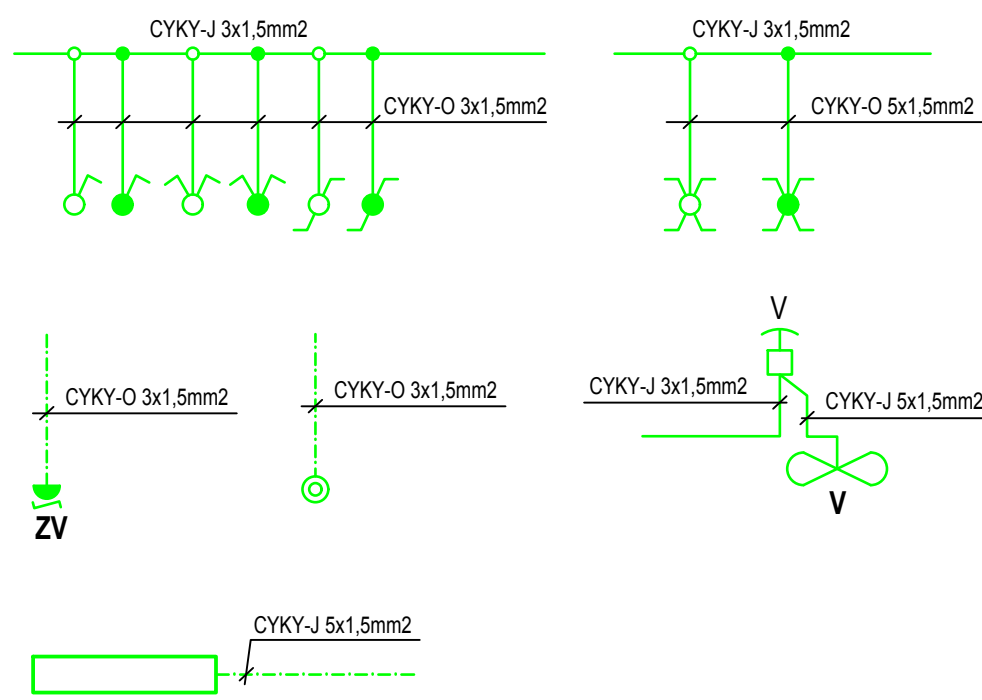 CYKY-J 3x1,5mm2
CYKY-J 3x1,5mm2
CYKY-O 3x1,5mm2
CYKY-O 5x1,5mm2
V
CYKY-O 3x1,5mm2
CYKY-O 3x1,5mm2
CYKY-J 3x1,5mm2
CYKY-J 5x1,5mm2
ZV
V
CYKY-J 5x1,5mm2